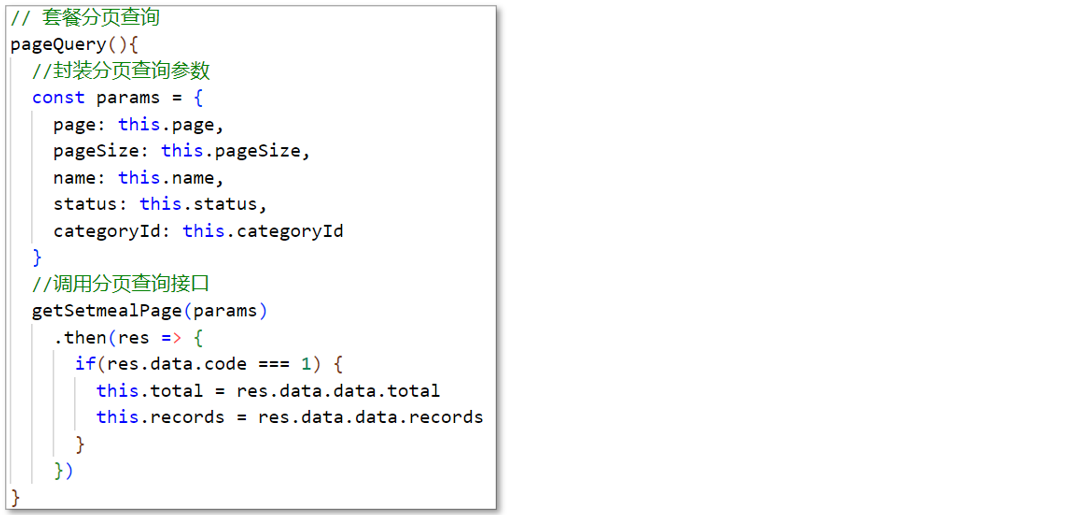 // 套餐分页查询
pageQuery(){
  //封装分页查询参数
  const params = {
    page: this.page,
    pageSize: this.pageSize,
    name: this.name,
    status: this.status,
    categoryId: this.categoryId
  }
  //调用分页查询接口
  getSetmealPage(params)
    .then(res => {
      if(res.data.code === 1) {
        this.total = res.data.data.total
        this.records = res.data.data.records
      }
    })
}